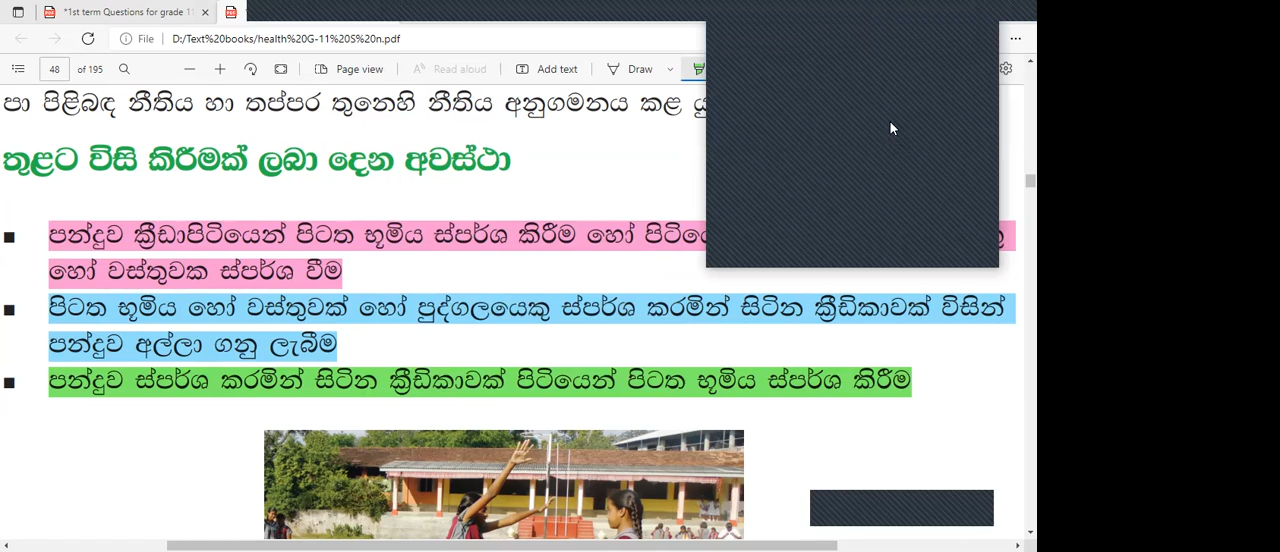 *1st term Questions for grade 1
File D:/Text%20books/health%20G-11%20S%20n.pdf
48 of 195 Page view Read aloud Add text Draw
පා පිළිබඳ නීතිය හා තප්පර තුනෙහි නීතිය අනුගමනය කළ
තුළට විසි කිරීමක් ලබා දෙන අවස්ථා
■ පන්දුව ක්‍රීඩාපිටියෙන් පිටත භූමිය ස්පර්ශ කිරීම හෝ
හෝ වස්තුවක ස්පර්ශ වීම
■ පිටත භූමිය හෝ වස්තුවක් හෝ පුද්ගලයෙකු ස්පර්ශ කරමින් සිටින ක්‍රීඩිකාවක් විසින්
පන්දුව අල්ලා ගනු ලැබීම
■ පන්දුව ස්පර්ශ කරමින් සිටින ක්‍රීඩිකාවක් පිටියෙන් පිටත භූමිය ස්පර්ශ කිරීම